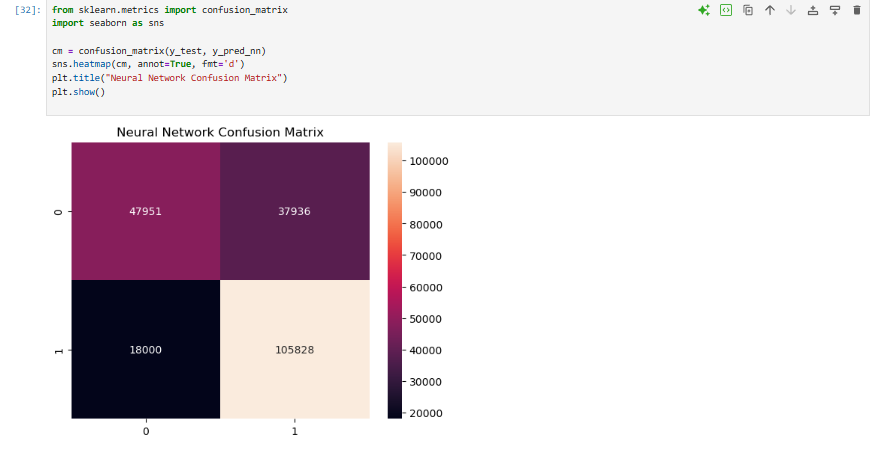 [32]:
from sklearn.metrics import confusion_matrix
import seaborn as sns
cm = confusion_matrix(y_test, y_pred_nn)
sns.heatmap(cm, annot=True, fmt='d')
plt.title("Neural Network Confusion Matrix")
plt.show()
Neural Network Confusion Matrix
0
47951
37936
1
18000
105828
0
1
100000
90000
80000
70000
60000
50000
40000
30000
20000